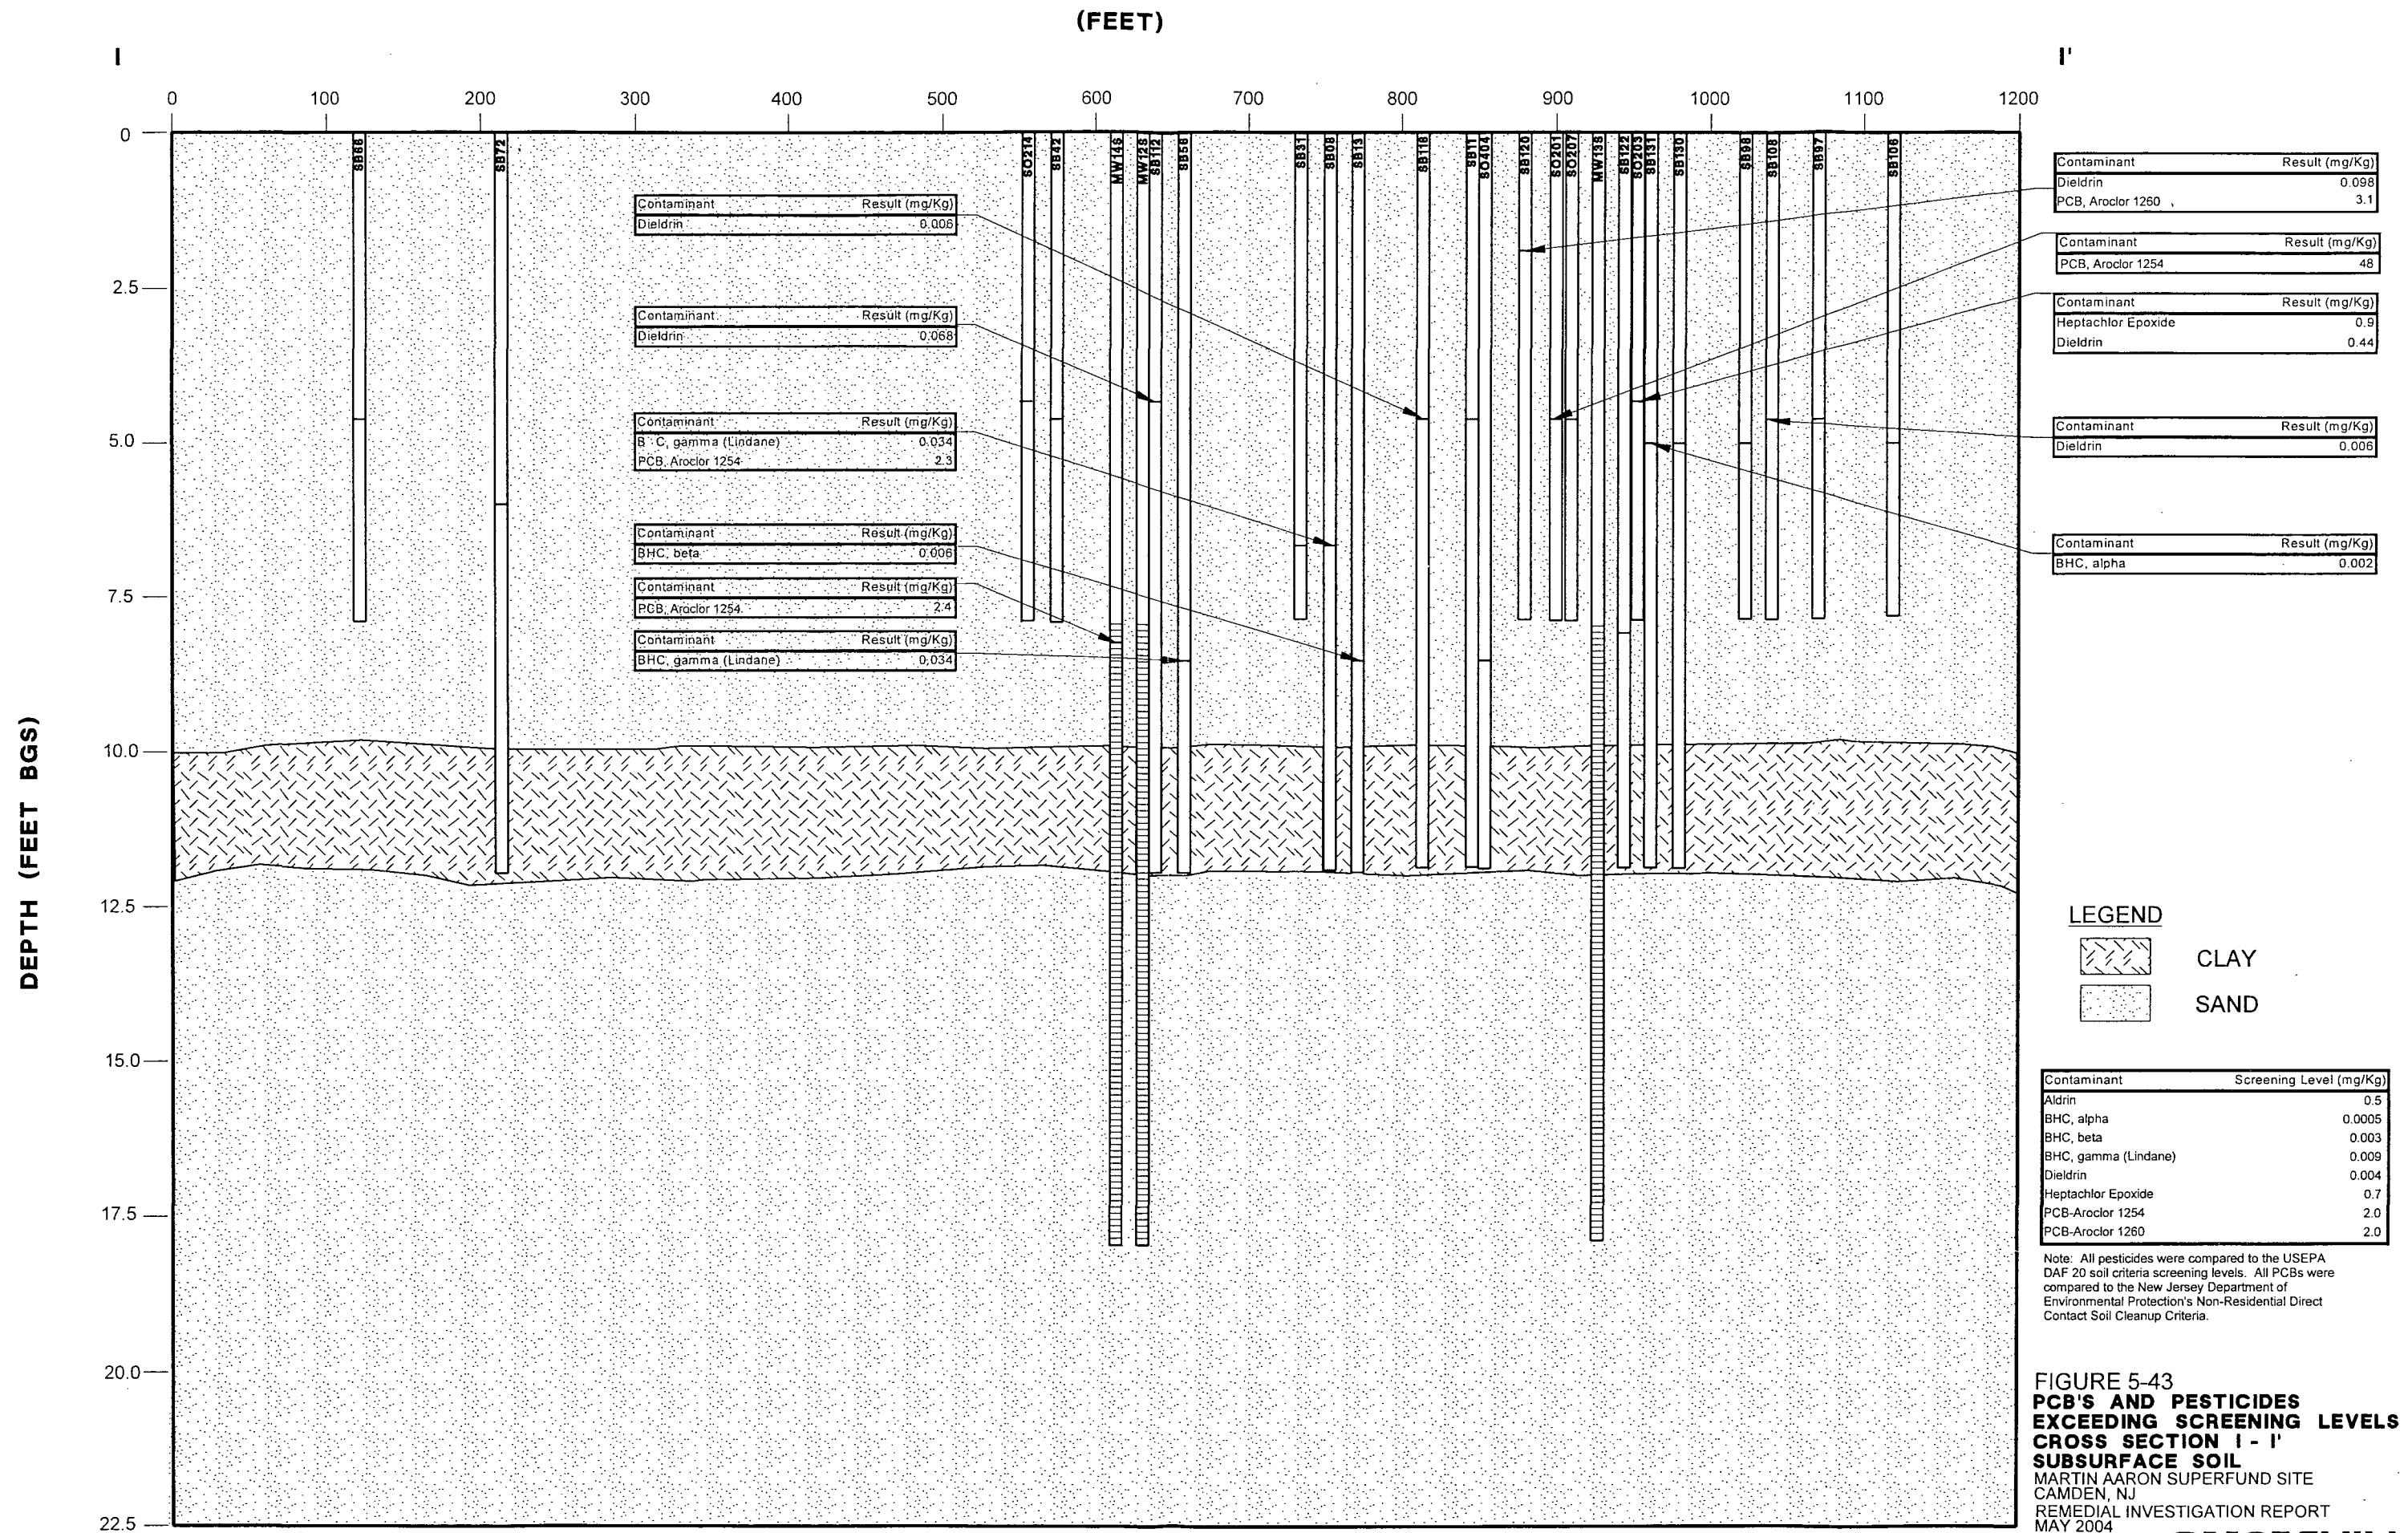 (FEET)
I I'
0 100 200 300 400 500 600 700 800 900 1000 1100 1200
0
2.5
5.0
7.5
10.0
12.5
15.0
17.5
20.0
22.5
DEPTH (FEET BGS)
SB66
SB72
SO214
SB42
MW14S
MW12S
SB112
SB56
SB31
SB08
SB13
SB118
SB11
SO404
SB120
SO201
SO207
MW13S
SB122
SO203
SB131
SB130
SB98
SB108
SB97
SB106
Contaminant Result (mg/Kg)
Dieldrin 0.006
Contaminant Result (mg/Kg)
Dieldrin 0.068
Contaminant Result (mg/Kg)
B C, gamma (Lindane) 0.034
PCB, Aroclor 1254 2.3
Contaminant Result (mg/Kg)
BHC, beta 0.006
Contaminant Result (mg/Kg)
PCB, Aroclor 1254 2.4
Contaminant Result (mg/Kg)
BHC, gamma (Lindane) 0.034
Contaminant Result (mg/Kg)
Dieldrin 0.098
PCB, Aroclor 1260 3.1
Contaminant Result (mg/Kg)
PCB, Aroclor 1254 48
Contaminant Result (mg/Kg)
Heptachlor Epoxide 0.9
Dieldrin 0.44
Contaminant Result (mg/Kg)
Dieldrin 0.006
Contaminant Result (mg/Kg)
BHC, alpha 0.002
LEGEND
CLAY
SAND
Contaminant Screening Level (mg/Kg)
Aldrin 0.5
BHC, alpha 0.0005
BHC, beta 0.003
BHC, gamma (Lindane) 0.009
Dieldrin 0.004
Heptachlor Epoxide 0.7
PCB-Aroclor 1254 2.0
PCB-Aroclor 1260 2.0
Note: All pesticides were compared to the USEPA
DAF 20 soil criteria screening levels. All PCBs were
compared to the New Jersey Department of
Environmental Protection's Non-Residential Direct
Contact Soil Cleanup Criteria.
FIGURE 5-43
PCB'S AND PESTICIDES
EXCEEDING SCREENING LEVELS
CROSS SECTION I - I'
SUBSURFACE SOIL
MARTIN AARON SUPERFUND SITE
CAMDEN, NJ
REMEDIAL INVESTIGATION REPORT
MAY 2004